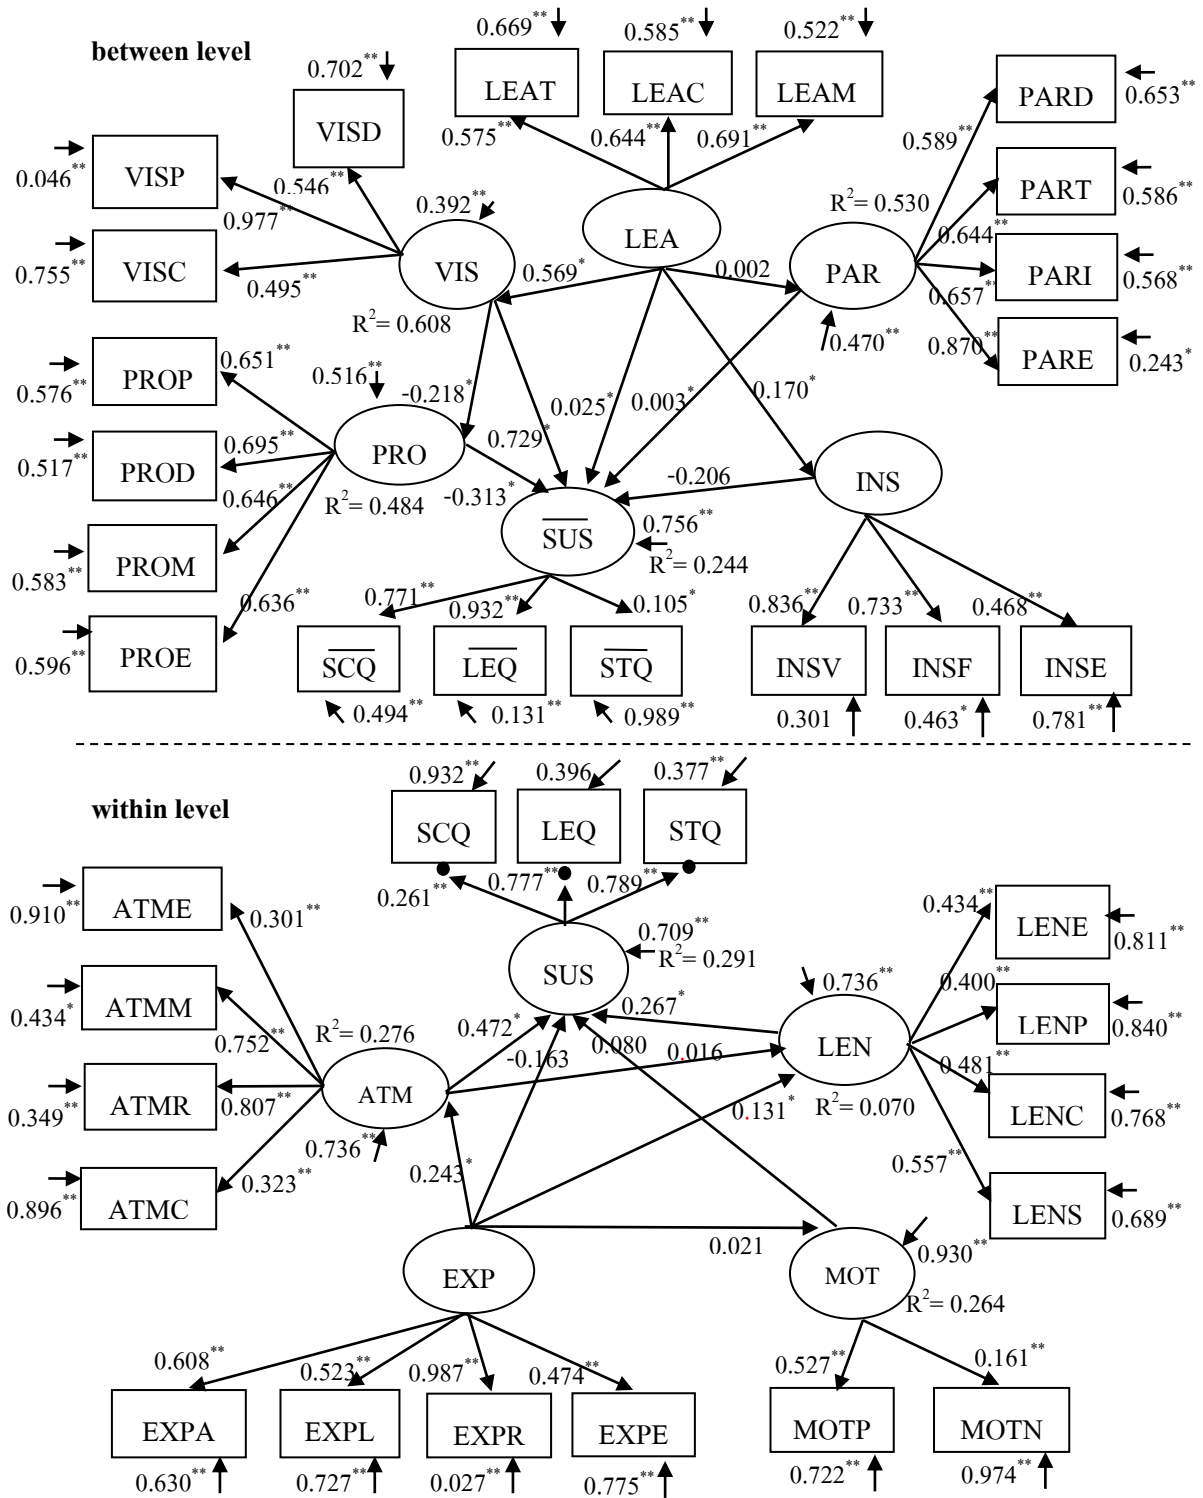 between level
0.669**
0.585**
0.522**
LEAT
LEAC
LEAM
0.702**
VISD
PARD
0.653**
0.575**
0.644**
0.691**
0.589**
0.046**
VISP
0.546**
0.977**
0.392**
R²= 0.530
PART
0.586**
0.644**
LEA
0.755**
VISC
0.495**
VIS
0.569*
0.002
PAR
PARI
0.568**
0.657**
R²= 0.608
0.470**
0.870**
PARE
0.243*
0.576**
PROP
0.651**
0.516**
-0.218*
0.025*
0.003*
0.170*
0.517**
PROD
0.695**
PRO
0.729*
-0.206
INS
0.646**
R²= 0.484
-0.313*
SUS
0.756**
R²= 0.244
0.583**
PROM
0.771**
0.932**
0.105*
0.836**
0.733**
0.468**
0.636**
0.596**
PROE
SCQ
LEQ
STQ
INSV
INSF
INSE
0.494**
0.131**
0.989**
0.301
0.463*
0.781**
within level
0.932**
0.396
0.377**
SCQ
LEQ
STQ
0.261**
0.777**
0.789**
0.910**
ATME
0.301**
0.434**
LENE
0.811**
0.709**
R²= 0.291
SUS
0.434*
ATMM
0.752**
R²= 0.276
0.472*
-0.163
0.267*
0.080
0.016
0.736**
LEN
0.400**
LENP
0.840**
0.349**
ATMR
0.807**
ATM
0.131*
R²= 0.070
0.481**
LENC
0.768**
0.736**
0.243*
0.557**
0.896**
ATMC
0.323**
LENS
0.689**
0.021
0.930**
EXP
MOT
R²= 0.264
0.608**
0.523**
0.987**
0.474**
0.527**
0.161**
EXPA
EXPL
EXPR
EXPE
MOTP
MOTN
0.630**
0.727**
0.027**
0.775**
0.722**
0.974**